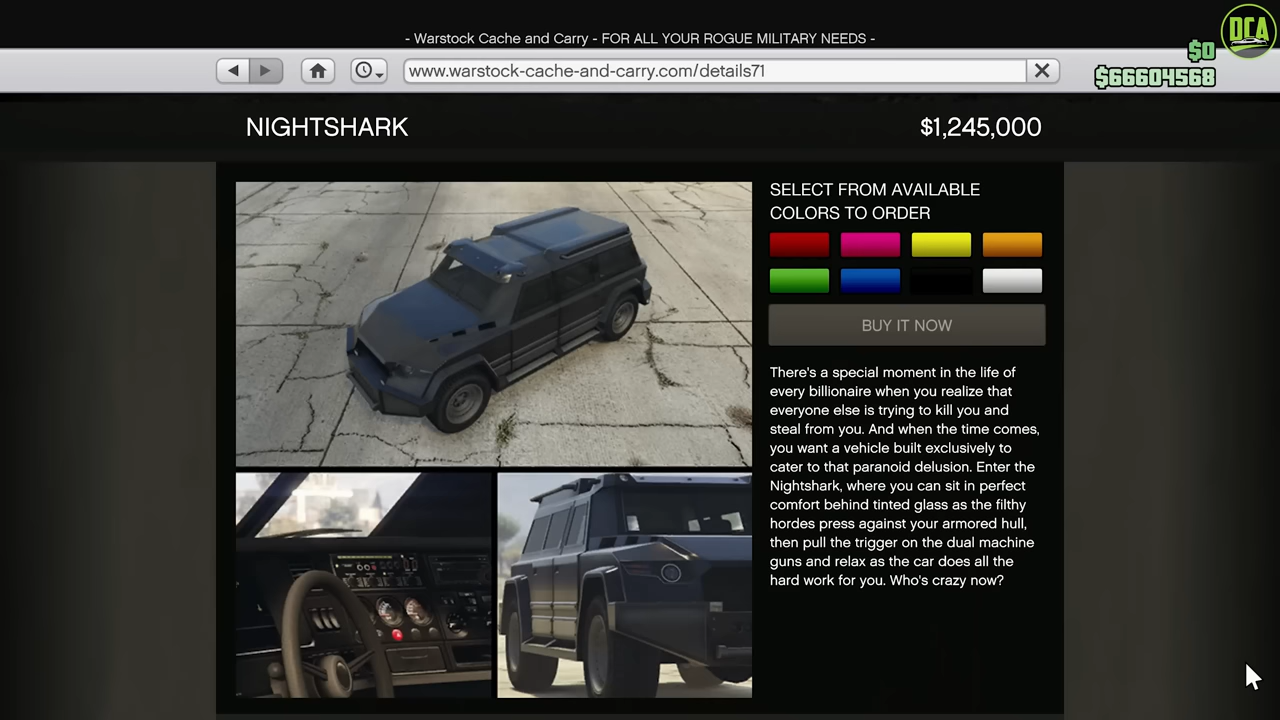 - Warstock Cache and Carry - FOR ALL YOUR ROGUE MILITARY NEEDS -
DCA
$0
www.warstock-cache-and-carry.com/details71
$66604568
NIGHTSHARK
$1,245,000
SELECT FROM AVAILABLE
COLORS TO ORDER
BUY IT NOW
There's a special moment in the life of
every billionaire when you realize that
everyone else is trying to kill you and
steal from you. And when the time comes,
you want a vehicle built exclusively to
cater to that paranoid delusion. Enter the
Nightshark, where you can sit in perfect
comfort behind tinted glass as the filthy
hordes press against your armored hull,
then pull the trigger on the dual machine
guns and relax as the car does all the
hard work for you. Who's crazy now?